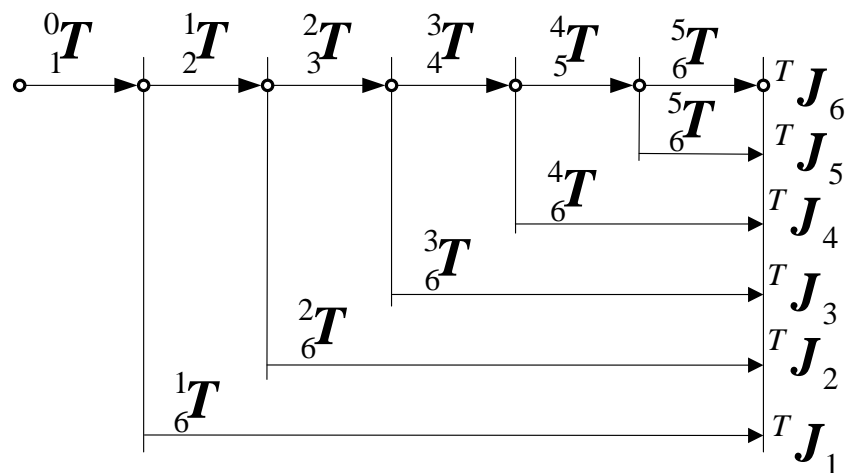 ⁰₁T ¹₂T ²₃T ³₄T ⁴₅T ⁵₆T ᵀJ₆
⁵₆T ᵀJ₅
⁴₆T ᵀJ₄
³₆T ᵀJ₃
²₆T ᵀJ₂
¹₆T ᵀJ₁